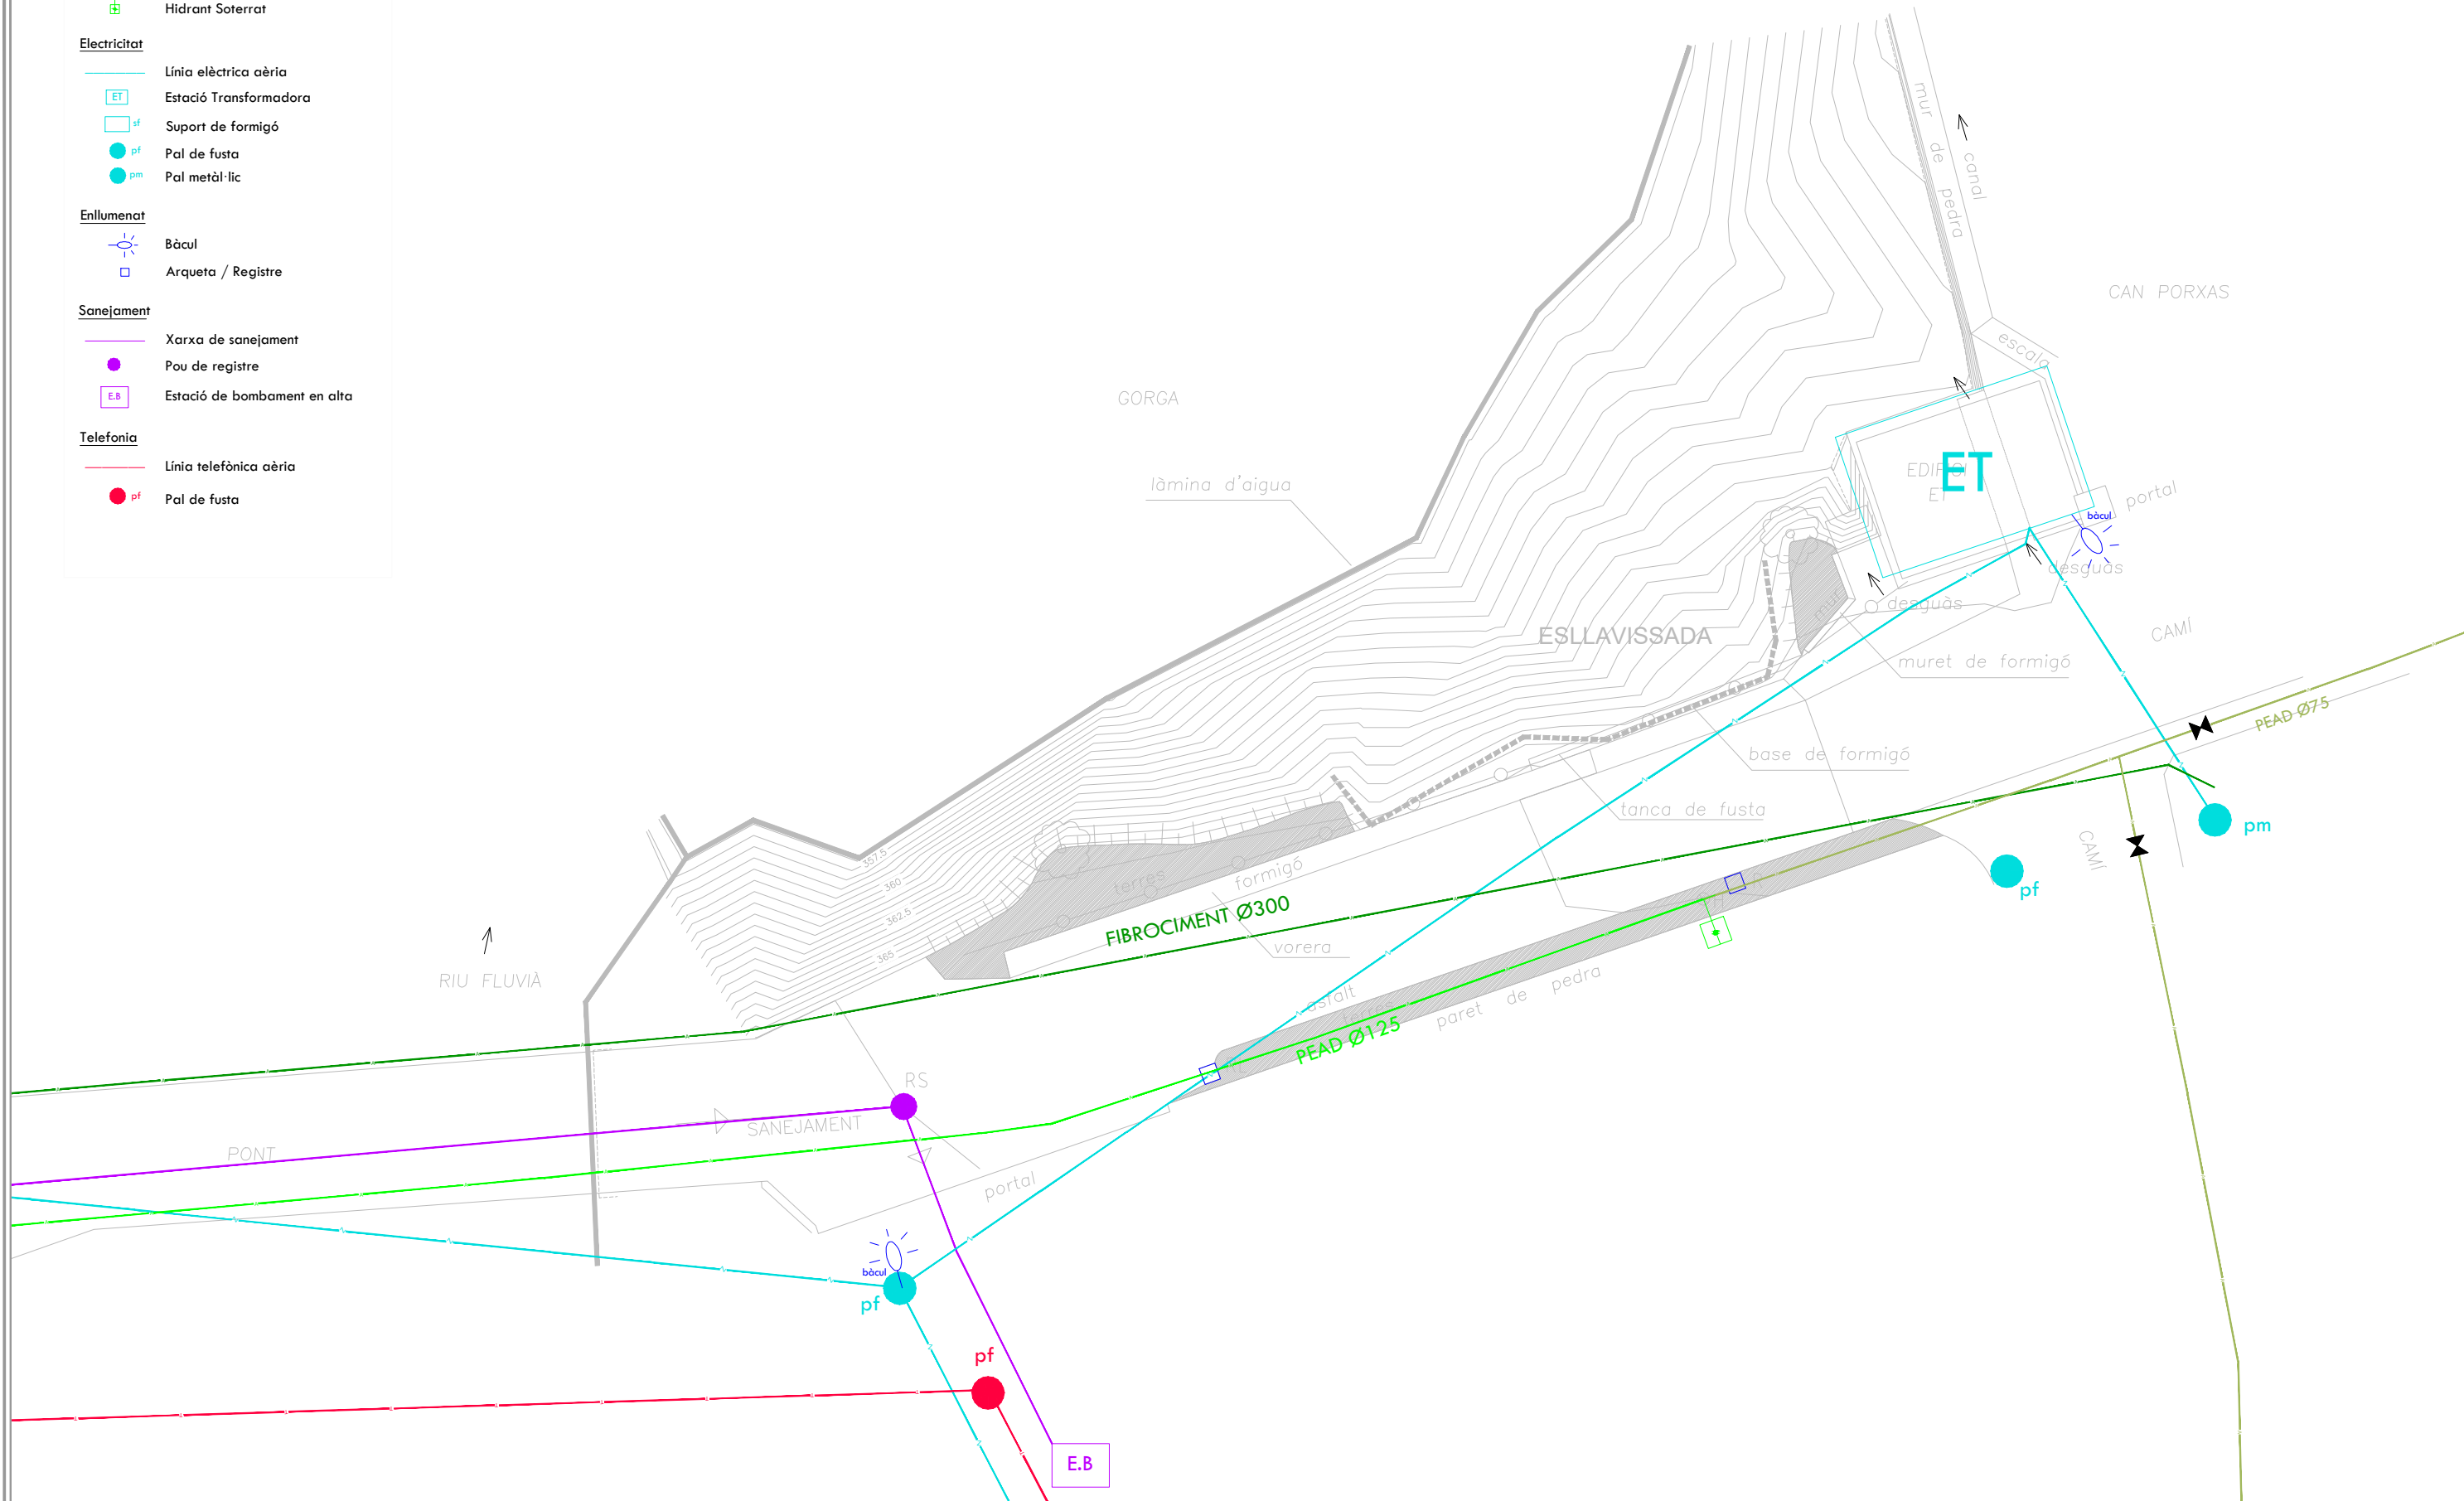 Hidrant Soterrat
Electricitat
Línia elèctrica aèria
ET
Estació Transformadora
sf
Suport de formigó
pf
Pal de fusta
pm
Pal metàl·lic
Enllumenat
Bàcul
Arqueta / Registre
Sanejament
Xarxa de sanejament
Pou de registre
E.B
Estació de bombament en alta
Telefonia
Línia telefònica aèria
pf
Pal de fusta
mur de pedra
canal
CAN PORXAS
escala
GORGA
làmina d'aigua
EDIFICI
ET
ET
portal
bàcul
desguàs
desguàs
mur
ESLLAVISSADA
CAMÍ
muret de formigó
PEAD Ø75
base de formigó
tanca de fusta
pm
CAMÍ
pf
357.5
360
362.5
365
terres
formigó
FIBROCIMENT Ø300
vorera
RIU FLUVIÀ
asfalt
terres
paret de pedra
PEAD Ø125
RS
SANEJAMENT
PONT
portal
bàcul
pf
pf
E.B